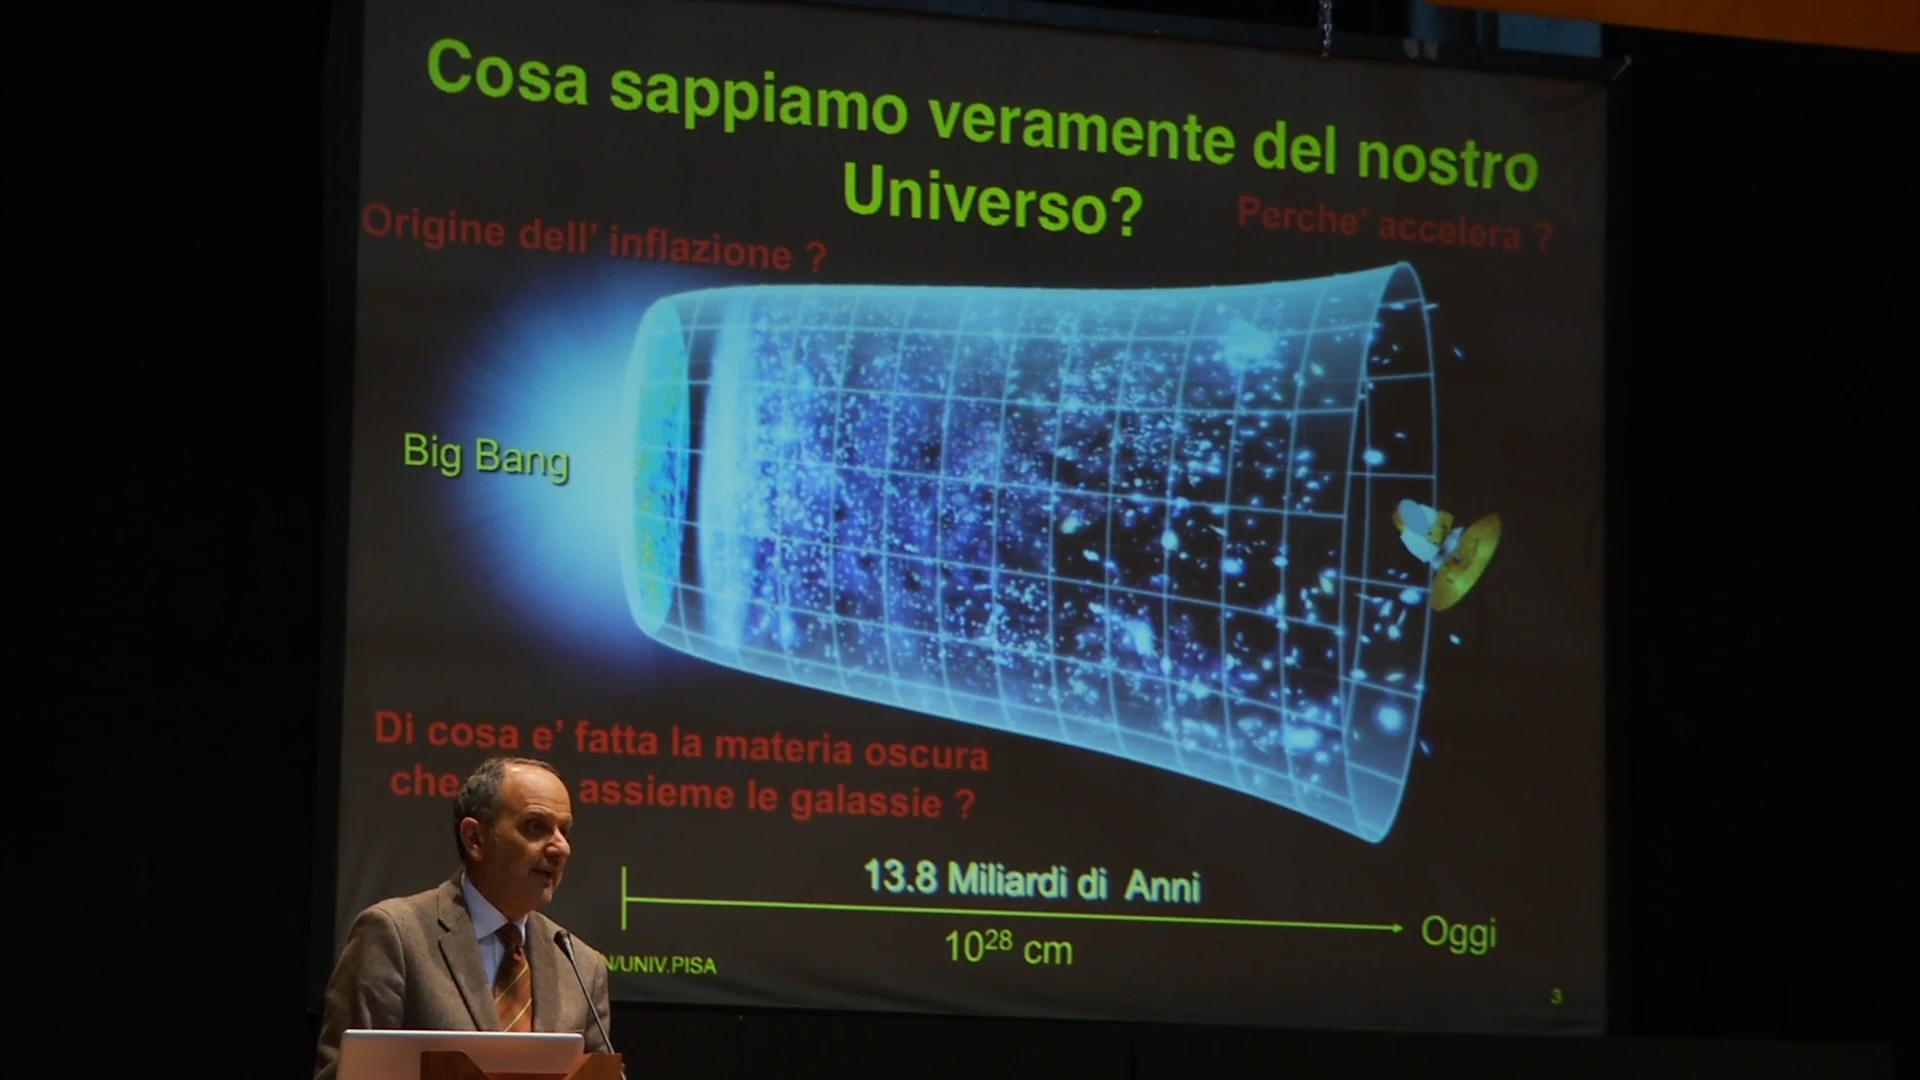 Cosa sappiamo veramente del nostro
Universo?
Origine dell' inflazione ?
Perche' accelera ?
Big Bang
Di cosa e' fatta la materia oscura
che assieme le galassie ?
13.8 Miliardi di Anni
10²⁸ cm
Oggi
N/UNIV.PISA
3